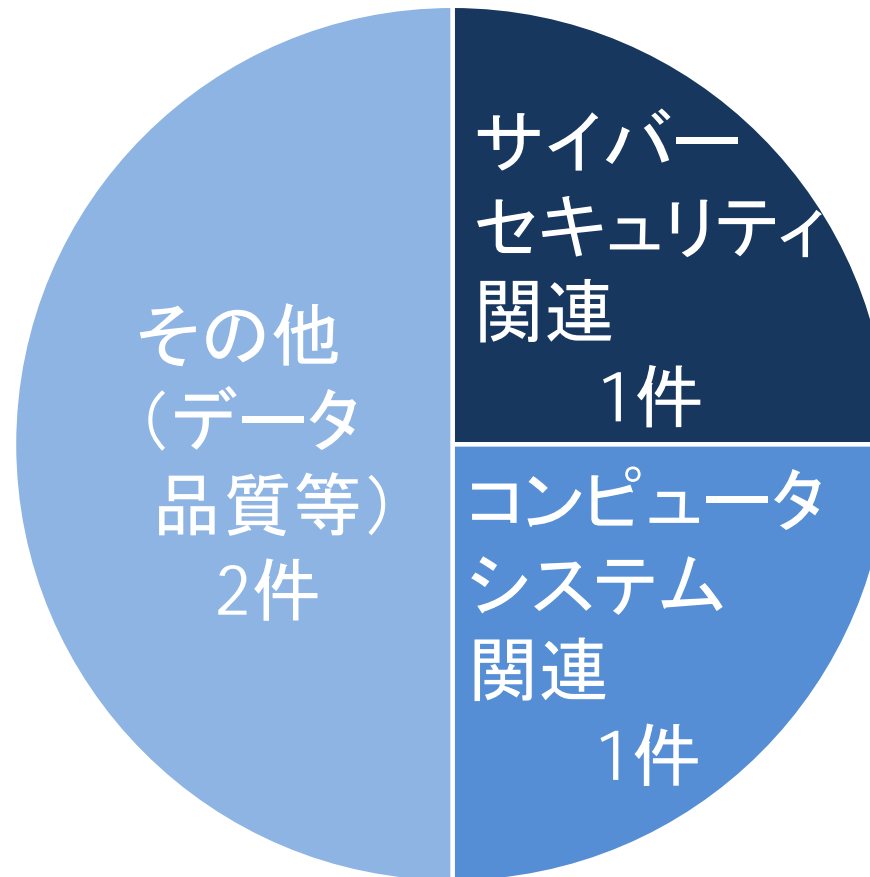 サイバー
セキュリティ
関連
1件
コンピュータ
システム
関連
1件
その他
（データ
品質等）
2件